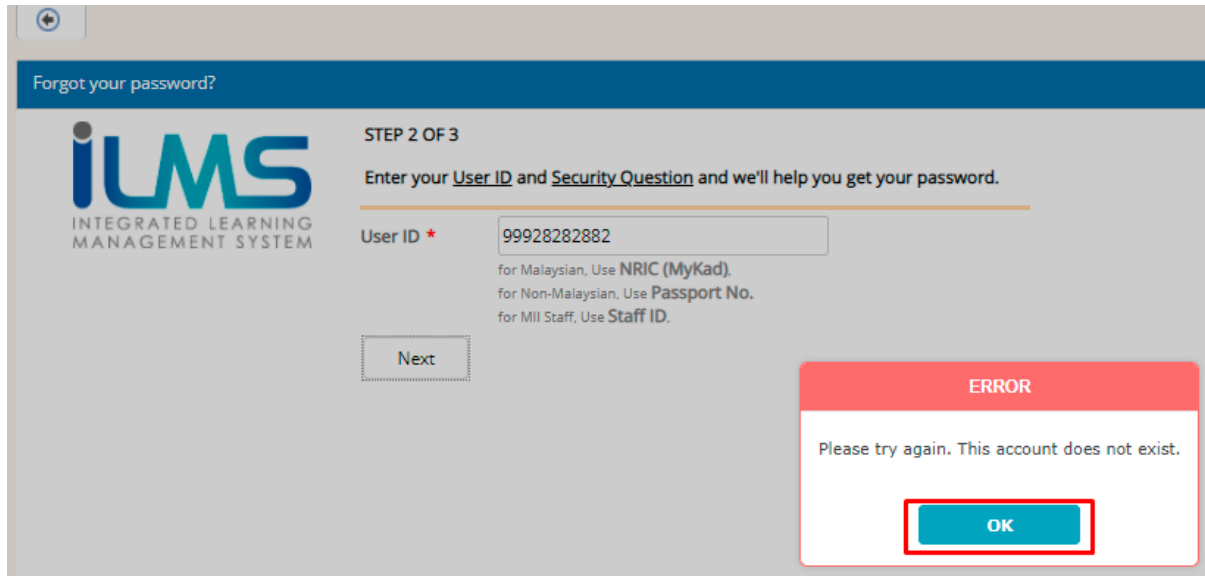 Forgot your password?
iLMS
INTEGRATED LEARNING
MANAGEMENT SYSTEM
STEP 2 OF 3
Enter your User ID and Security Question and we'll help you get your password.
User ID *
99928282882
for Malaysian, Use NRIC (MyKad),
for Non-Malaysian, Use Passport No.
for MII Staff, Use Staff ID,
Next
ERROR
Please try again. This account does not exist.
OK